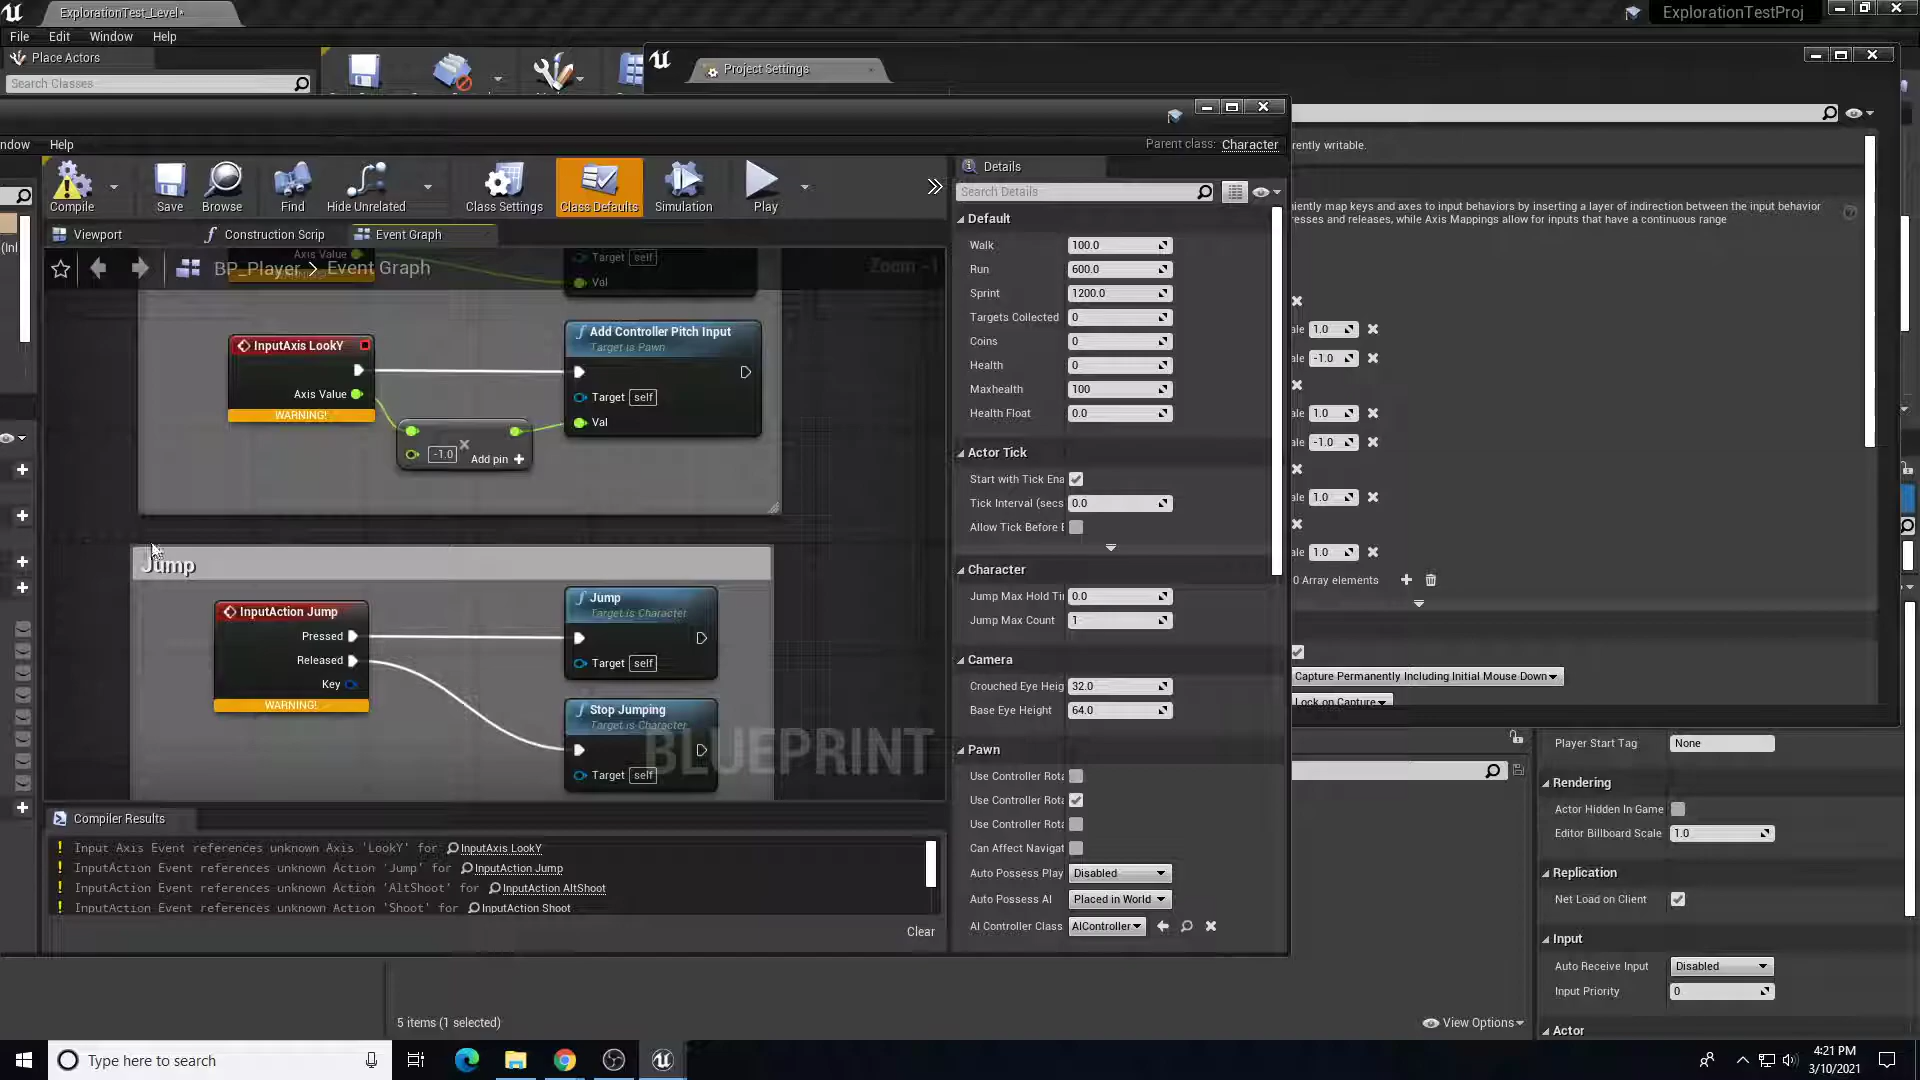 ExplorationTest_Level•
ExplorationTestProj
File Edit Window Help
Place Actors
Search Classes
Project Settings
ndow Help
Parent class: Character
rently writable.
Compile
Save
Browse
Find
Hide Unrelated
Class Settings
Class Defaults
Simulation
Play
Details
Search Details
iently map keys and axes to input behaviors by inserting a layer of indirection between the input behavior
resses and releases, while Axis Mappings allow for inputs that have a continuous range
Viewport
Construction Scrip
Event Graph
(Inl
BP_Player > Event Graph
Zoom -1
Axis Value
Target self
Val
InputAxis LookY
Axis Value
WARNING!
Add Controller Pitch Input
Target is Pawn
Target self
Val
-1.0
Add pin +
Jump
InputAction Jump
Pressed
Released
Key
WARNING!
Jump
Target is Character
Target self
Stop Jumping
Target is Character
Target self
BLUEPRINT
Default
Walk 100.0
Run 600.0
Sprint 1200.0
Targets Collected 0
Coins 0
Health 0
Maxhealth 100
Health Float 0.0
Actor Tick
Start with Tick Ena
Tick Interval (secs 0.0
Allow Tick Before E
Character
Jump Max Hold Tir 0.0
Jump Max Count 1
Camera
Crouched Eye Heig 32.0
Base Eye Height 64.0
Pawn
Use Controller Rota
Use Controller Rota
Use Controller Rota
Can Affect Navigat
Auto Possess Play Disabled
Auto Possess AI Placed in World
AI Controller Class AIController
ale 1.0
ale -1.0
ale 1.0
ale -1.0
ale 1.0
ale 1.0
0 Array elements
Capture Permanently Including Initial Mouse Down
Lock on Capture
Compiler Results
! Input Axis Event references unknown Axis 'LookY' for InputAxis LookY
! InputAction Event references unknown Action 'Jump' for InputAction Jump
! InputAction Event references unknown Action 'AltShoot' for InputAction AltShoot
! InputAction Event references unknown Action 'Shoot' for InputAction Shoot
Clear
Player Start Tag None
Rendering
Actor Hidden In Game
Editor Billboard Scale 1.0
Replication
Net Load on Client
Input
Auto Receive Input Disabled
Input Priority 0
Actor
5 items (1 selected)
View Options
Type here to search
4:21 PM
3/10/2021